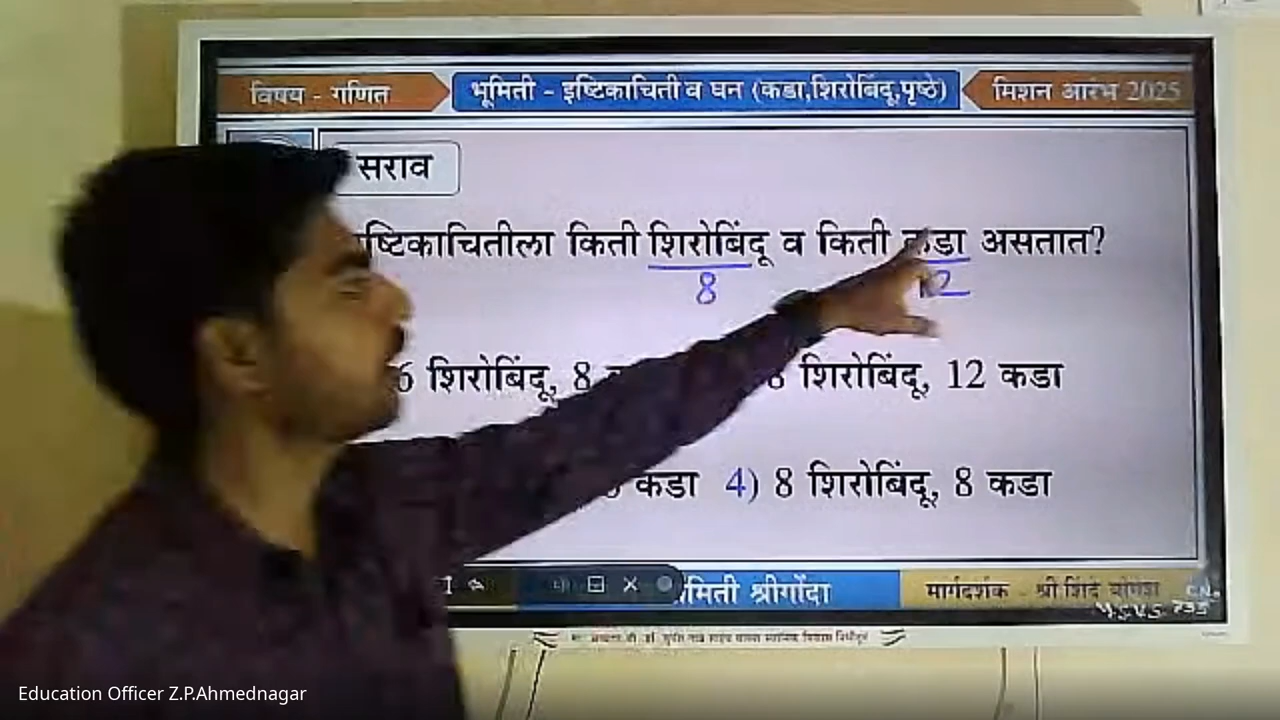 विषय - गणित
भूमिती - इष्टिकाचिती व घन (कडा,शिरोबिंदू,पृष्ठे)
मिशन आरंभ 2025
सराव
ष्टिकाचितीला किती शिरोबिंदू व किती कडा असतात?
8
6 शिरोबिंदू, 8
8 शिरोबिंदू, 12 कडा
कडा
4) 8 शिरोबिंदू, 8 कडा
मिती श्रीगोंदा
मार्गदर्शक - श्री शिंदे योगेश
Education Officer Z.P.Ahmednagar